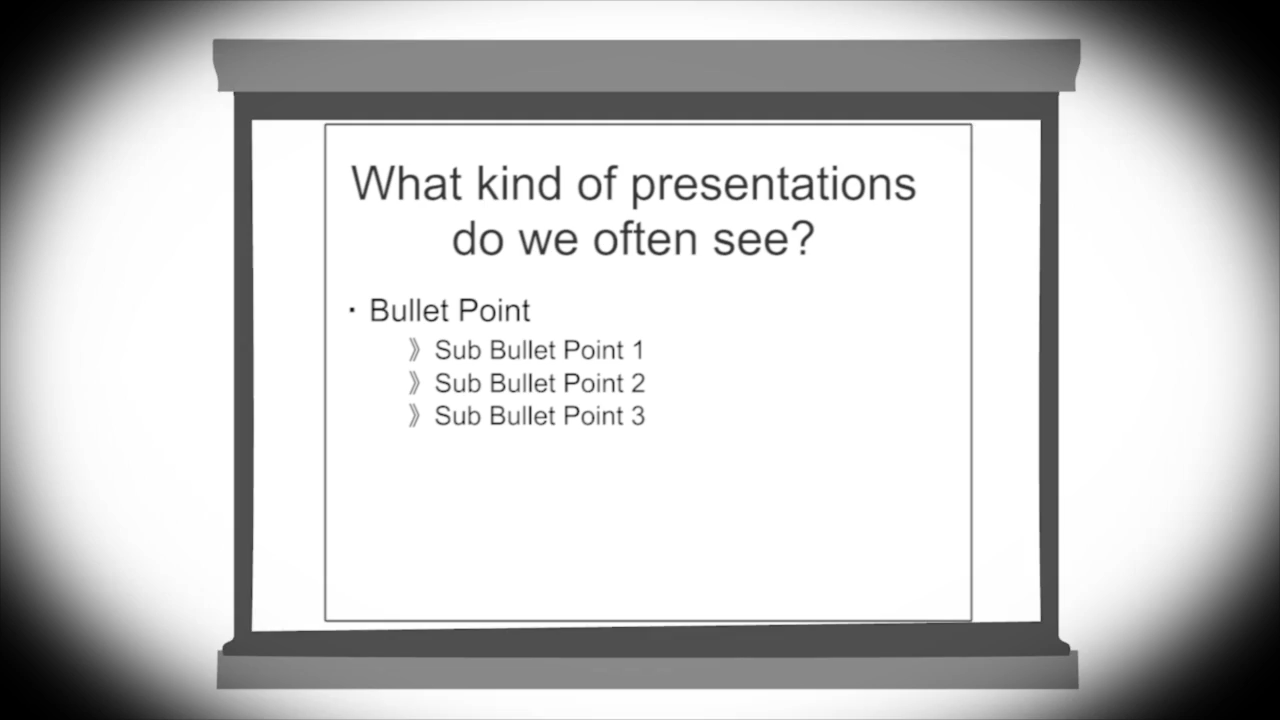 What kind of presentations
do we often see?
· Bullet Point
》 Sub Bullet Point 1
》 Sub Bullet Point 2
》 Sub Bullet Point 3